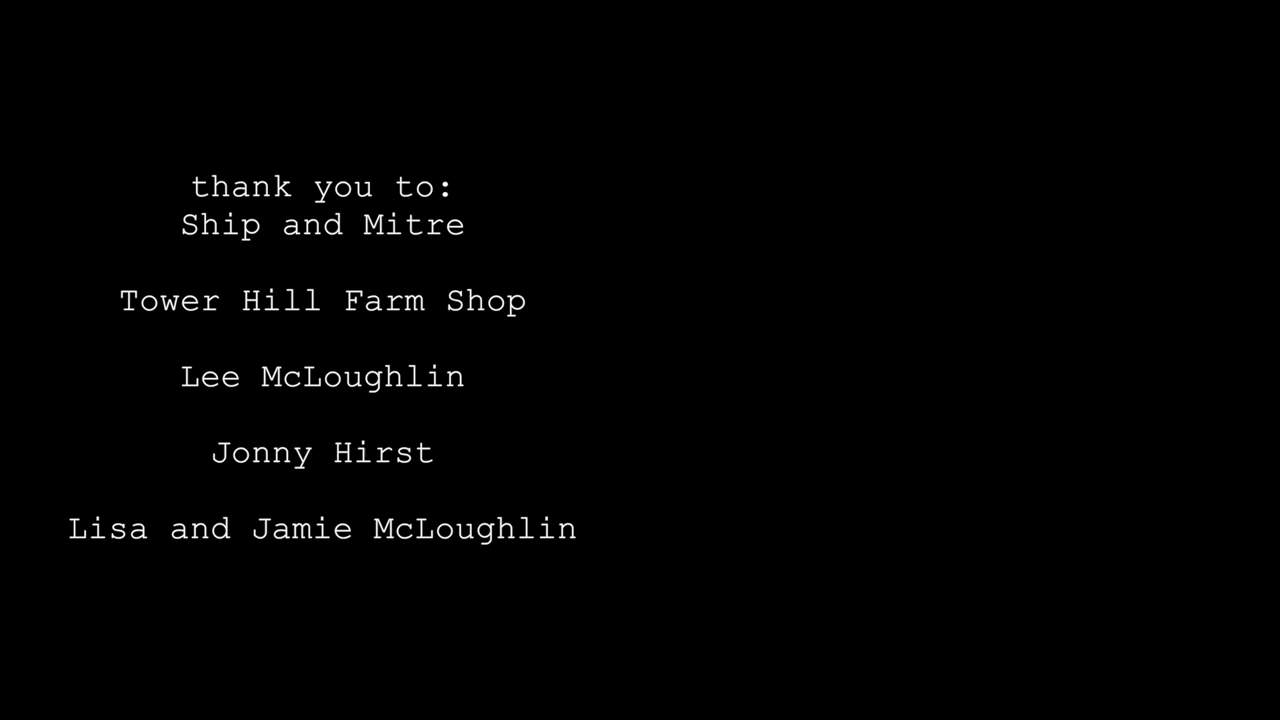 thank you to:
Ship and Mitre
Tower Hill Farm Shop
Lee McLoughlin
Jonny Hirst
Lisa and Jamie McLoughlin